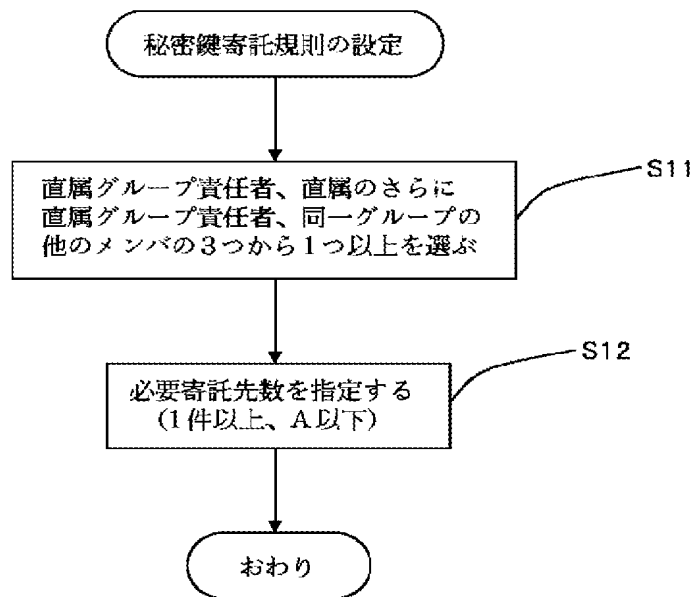 秘密鍵寄託規則の設定
直属グループ責任者、直属のさらに
直属グループ責任者、同一グループの
他のメンバの３つから１つ以上を選ぶ
S11
必要寄託先数を指定する
（１件以上、Ａ以下）
S12
おわり